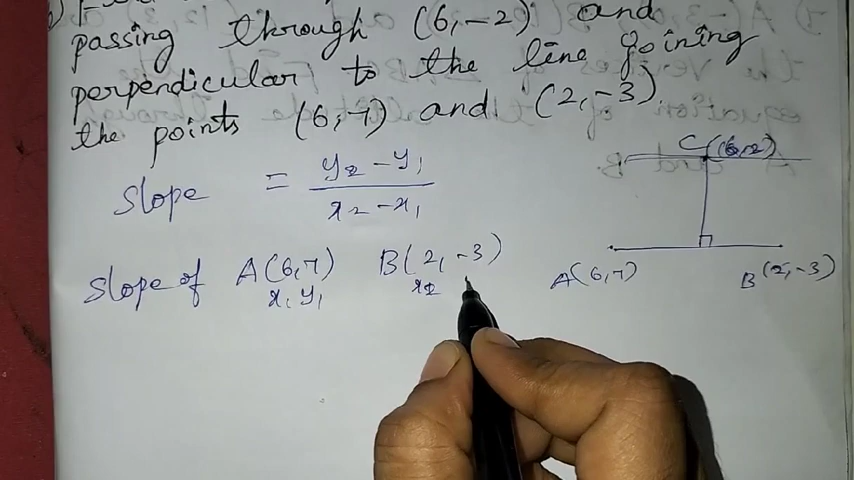 passing through (6,-2) and
perpendicular to the line joining
the points (6,7) and (2,-3).
Slope = y2 - y1 / x2 - x1
C(6,-2)
Slope of A(6,7) B(2,-3)
x1 y1 x2
A(6,7) B(2,-3)